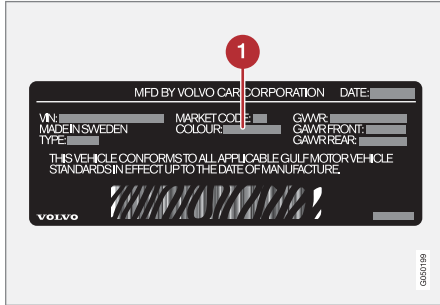 1
MFD BY VOLVO CAR CORPORATION DATE:
VIN: MARKET CODE: GVWR:
MADE IN SWEDEN COLOUR: GAWR FRONT:
TYPE: GAWR REAR:
THIS VEHICLE CONFORMS TO ALL APPLICABLE GULF MOTOR VEHICLE
STANDARDS IN EFFECT UP TO THE DATE OF MANUFACTURE.
VOLVO
G050199